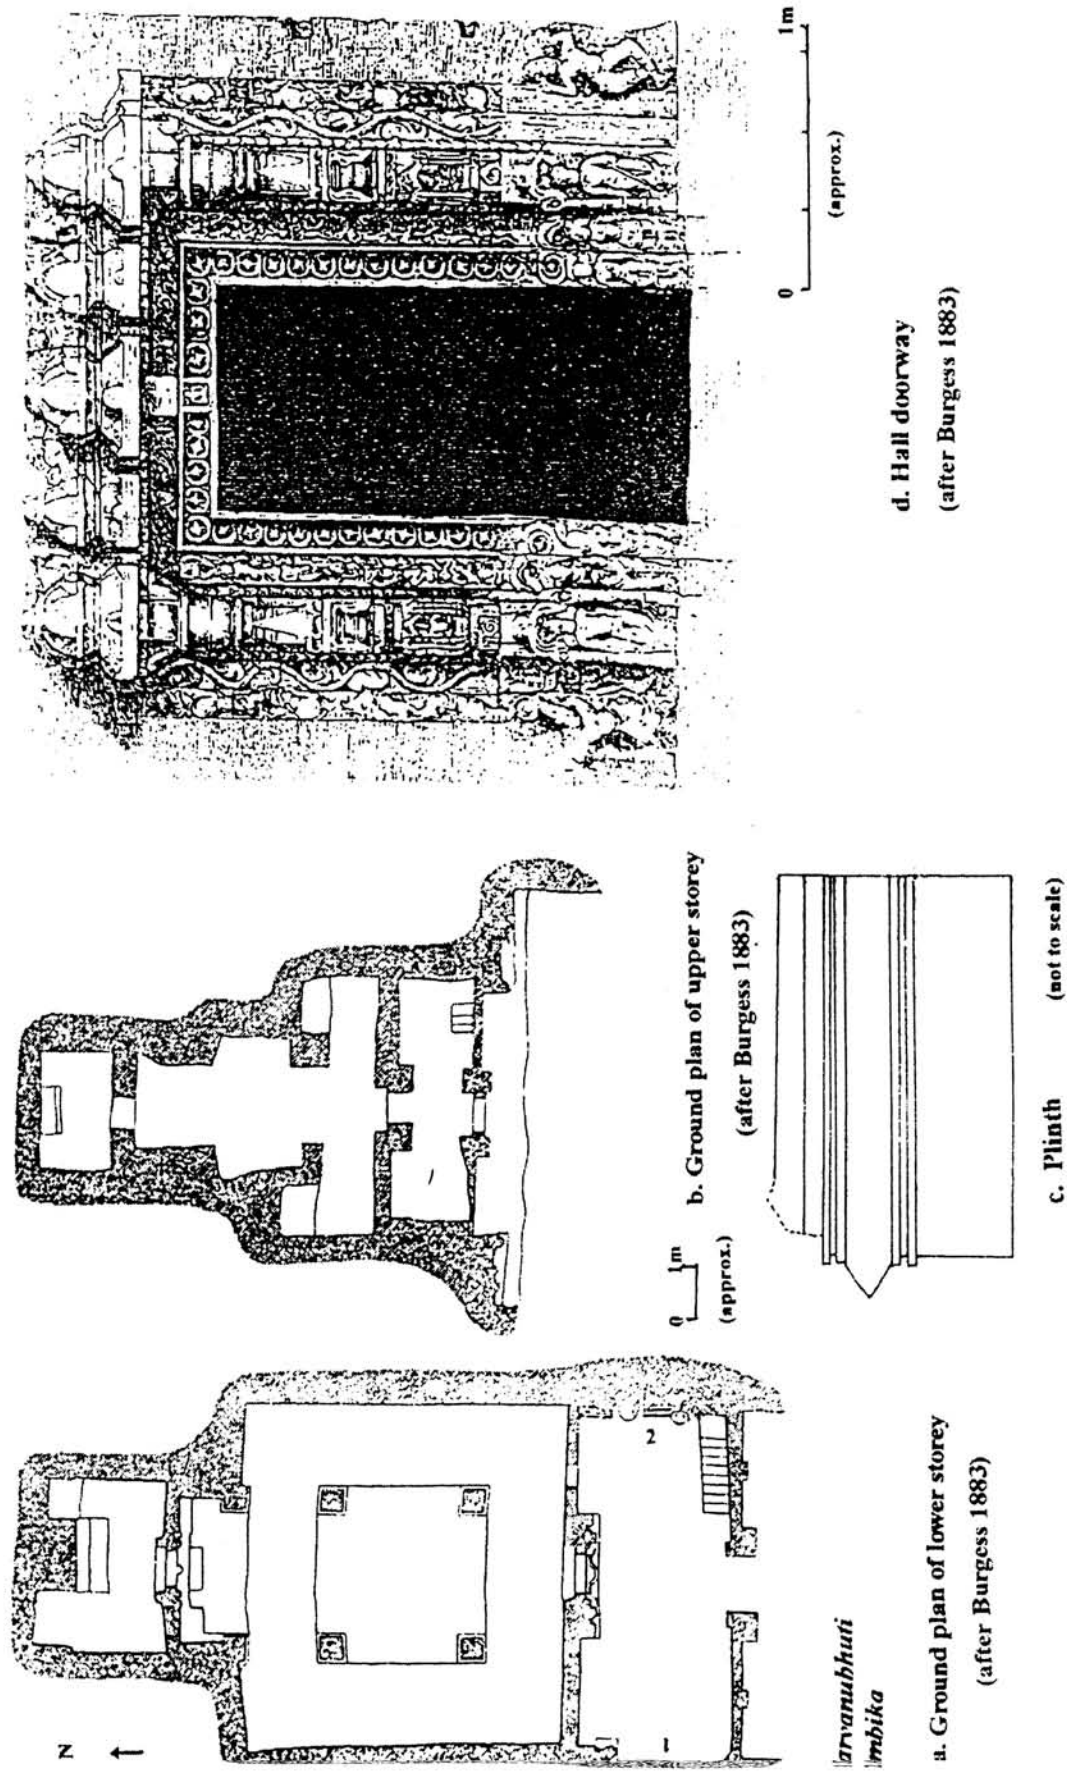 N
1
2
arvanubhuti
mbika
a. Ground plan of lower storey
(after Burgess 1883)
0 1m
(approx.)
b. Ground plan of upper storey
(after Burgess 1883)
c. Plinth (not to scale)
d. Hall doorway
(after Burgess 1883)
0 1m
(approx.)